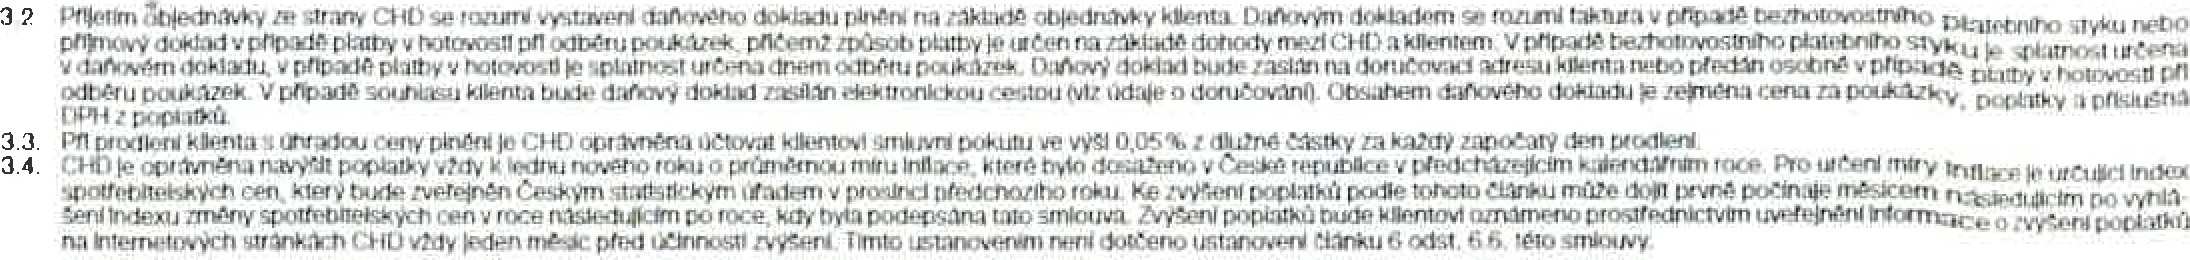 3.2 Přijetím objednávky ze strany CHD se rozumí vystavení daňového dokladu plnění na základě objednávky klienta. Daňovým dokladem se rozumí faktura v případě bezhotovostního platebního styku nebo
příjmový doklad v případě platby v hotovosti při odběru poukázek, přičemž způsob platby je určen na základě dohody mezi CHD a klientem. V případě bezhotovostního platebního styku je splatnost určena
v daňovém dokladu, v případě platby v hotovosti je splatnost určena dnem odběru poukázek. Daňový doklad bude zaslán na doručovací adresu klienta nebo předán osobně v případě platby v hotovosti při
odběru poukázek. V případě souhlasu klienta bude daňový doklad zasílán elektronickou cestou (viz údaje o doručování). Obsahem daňového dokladu je zejména cena za poukázky, poplatky a příslušná
DPH z poplatků.
3.3. Při prodlení klienta s úhradou ceny plnění je CHD oprávněna účtovat klientovi smluvní pokutu ve výši 0,05% z dlužné částky za každý započatý den prodlení.
3.4. CHD je oprávněna navýšit poplatky vždy k lednu nového roku o průměrnou míru inflace, které bylo dosaženo v České republice v předcházejícím kalendářním roce. Pro určení míry inflace je určující index
spotřebitelských cen, který bude zveřejněn Českým statistickým úřadem v prosinci předchozího roku. Ke zvýšení poplatků podle tohoto článku může dojít prvně počínaje měsícem následujícím po vyhlá-
šení indexu změny spotřebitelských cen v roce následujícím po roce, kdy byla podepsána tato smlouva. Zvýšení poplatků bude klientovi oznámeno prostřednictvím uveřejnění informace o zvýšení poplatků
na internetových stránkách CHD vždy jeden měsíc před účinností zvýšení. Tímto ustanovením není dotčeno ustanovení článku 6 odst. 6.6. této smlouvy.